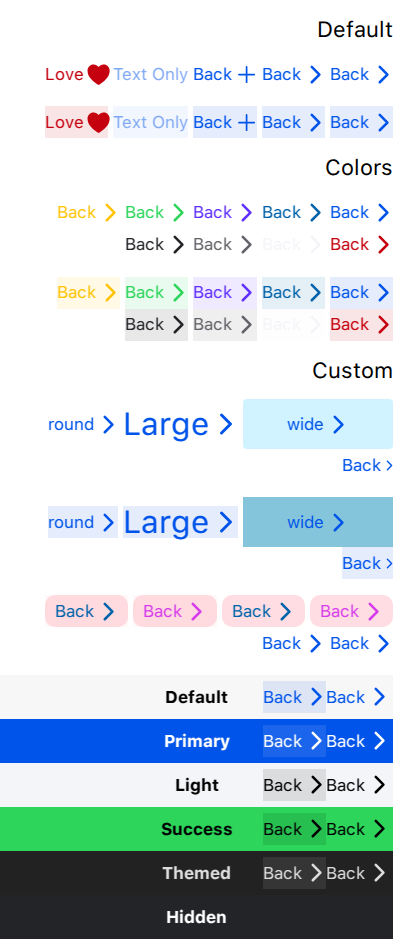 Default
Love Text Only Back Back Back
Love Text Only Back Back Back
Colors
Back Back Back Back Back
Back Back Back Back
Back Back Back Back Back
Back Back Back Back
Custom
round Large wide
Back
round Large wide
Back
Back Back Back Back
Back Back
Default Back Back
Primary Back Back
Light Back Back
Success Back Back
Themed Back Back
Hidden